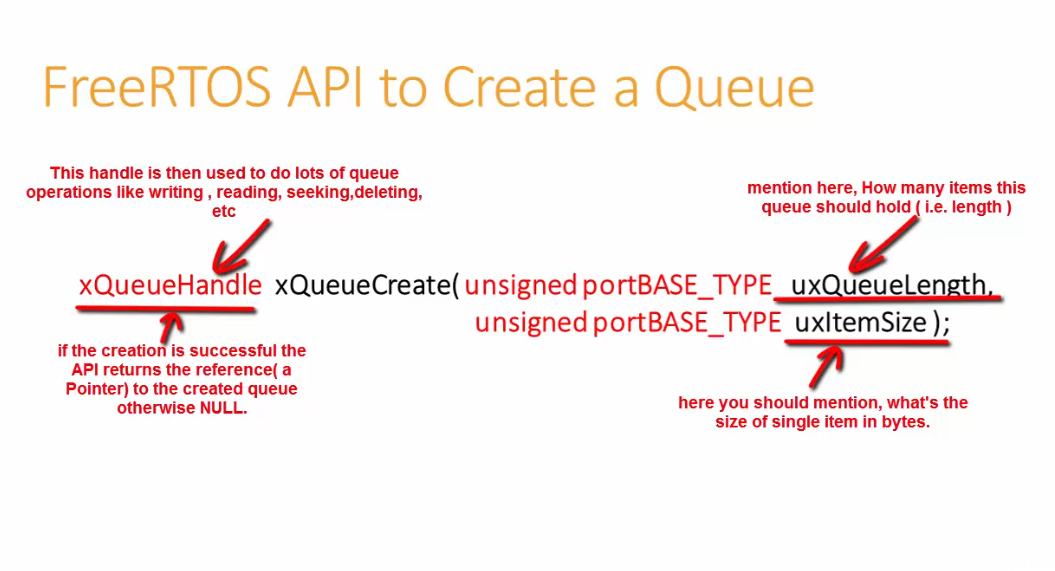 FreeRTOS API to Create a Queue
This handle is then used to do lots of queue
operations like writing , reading, seeking,deleting,
etc
mention here, How many items this
queue should hold ( i.e. length )
xQueueHandle xQueueCreate( unsigned portBASE_TYPE uxQueueLength,
unsigned portBASE_TYPE uxItemSize );
if the creation is successful the
API returns the reference( a
Pointer) to the created queue
otherwise NULL.
here you should mention, what's the
size of single item in bytes.